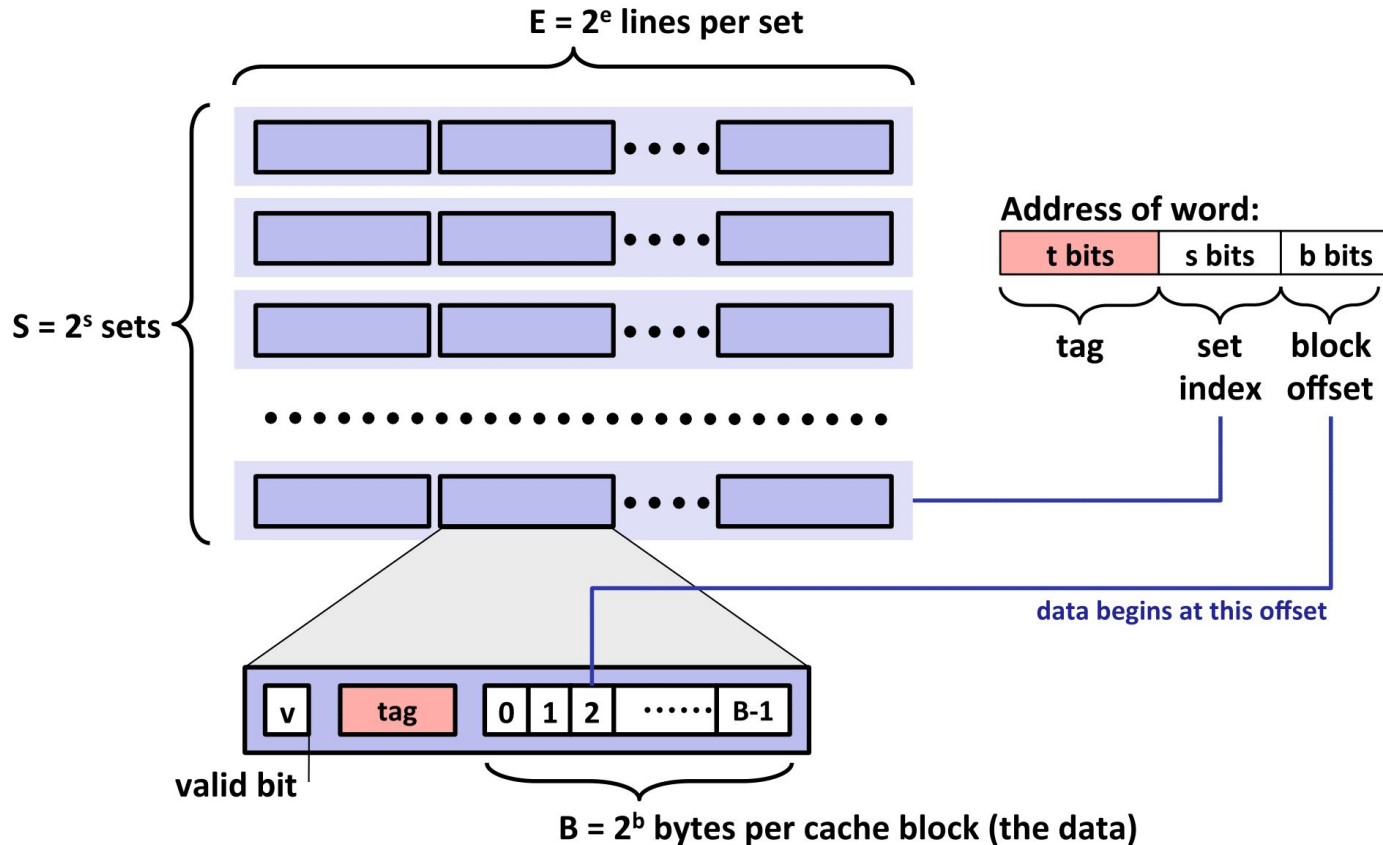 E = 2ᵉ lines per set
S = 2ˢ sets
Address of word:
t bits s bits b bits
tag set index block offset
data begins at this offset
v tag 0 1 2 ...... B-1
valid bit
B = 2ᵇ bytes per cache block (the data)